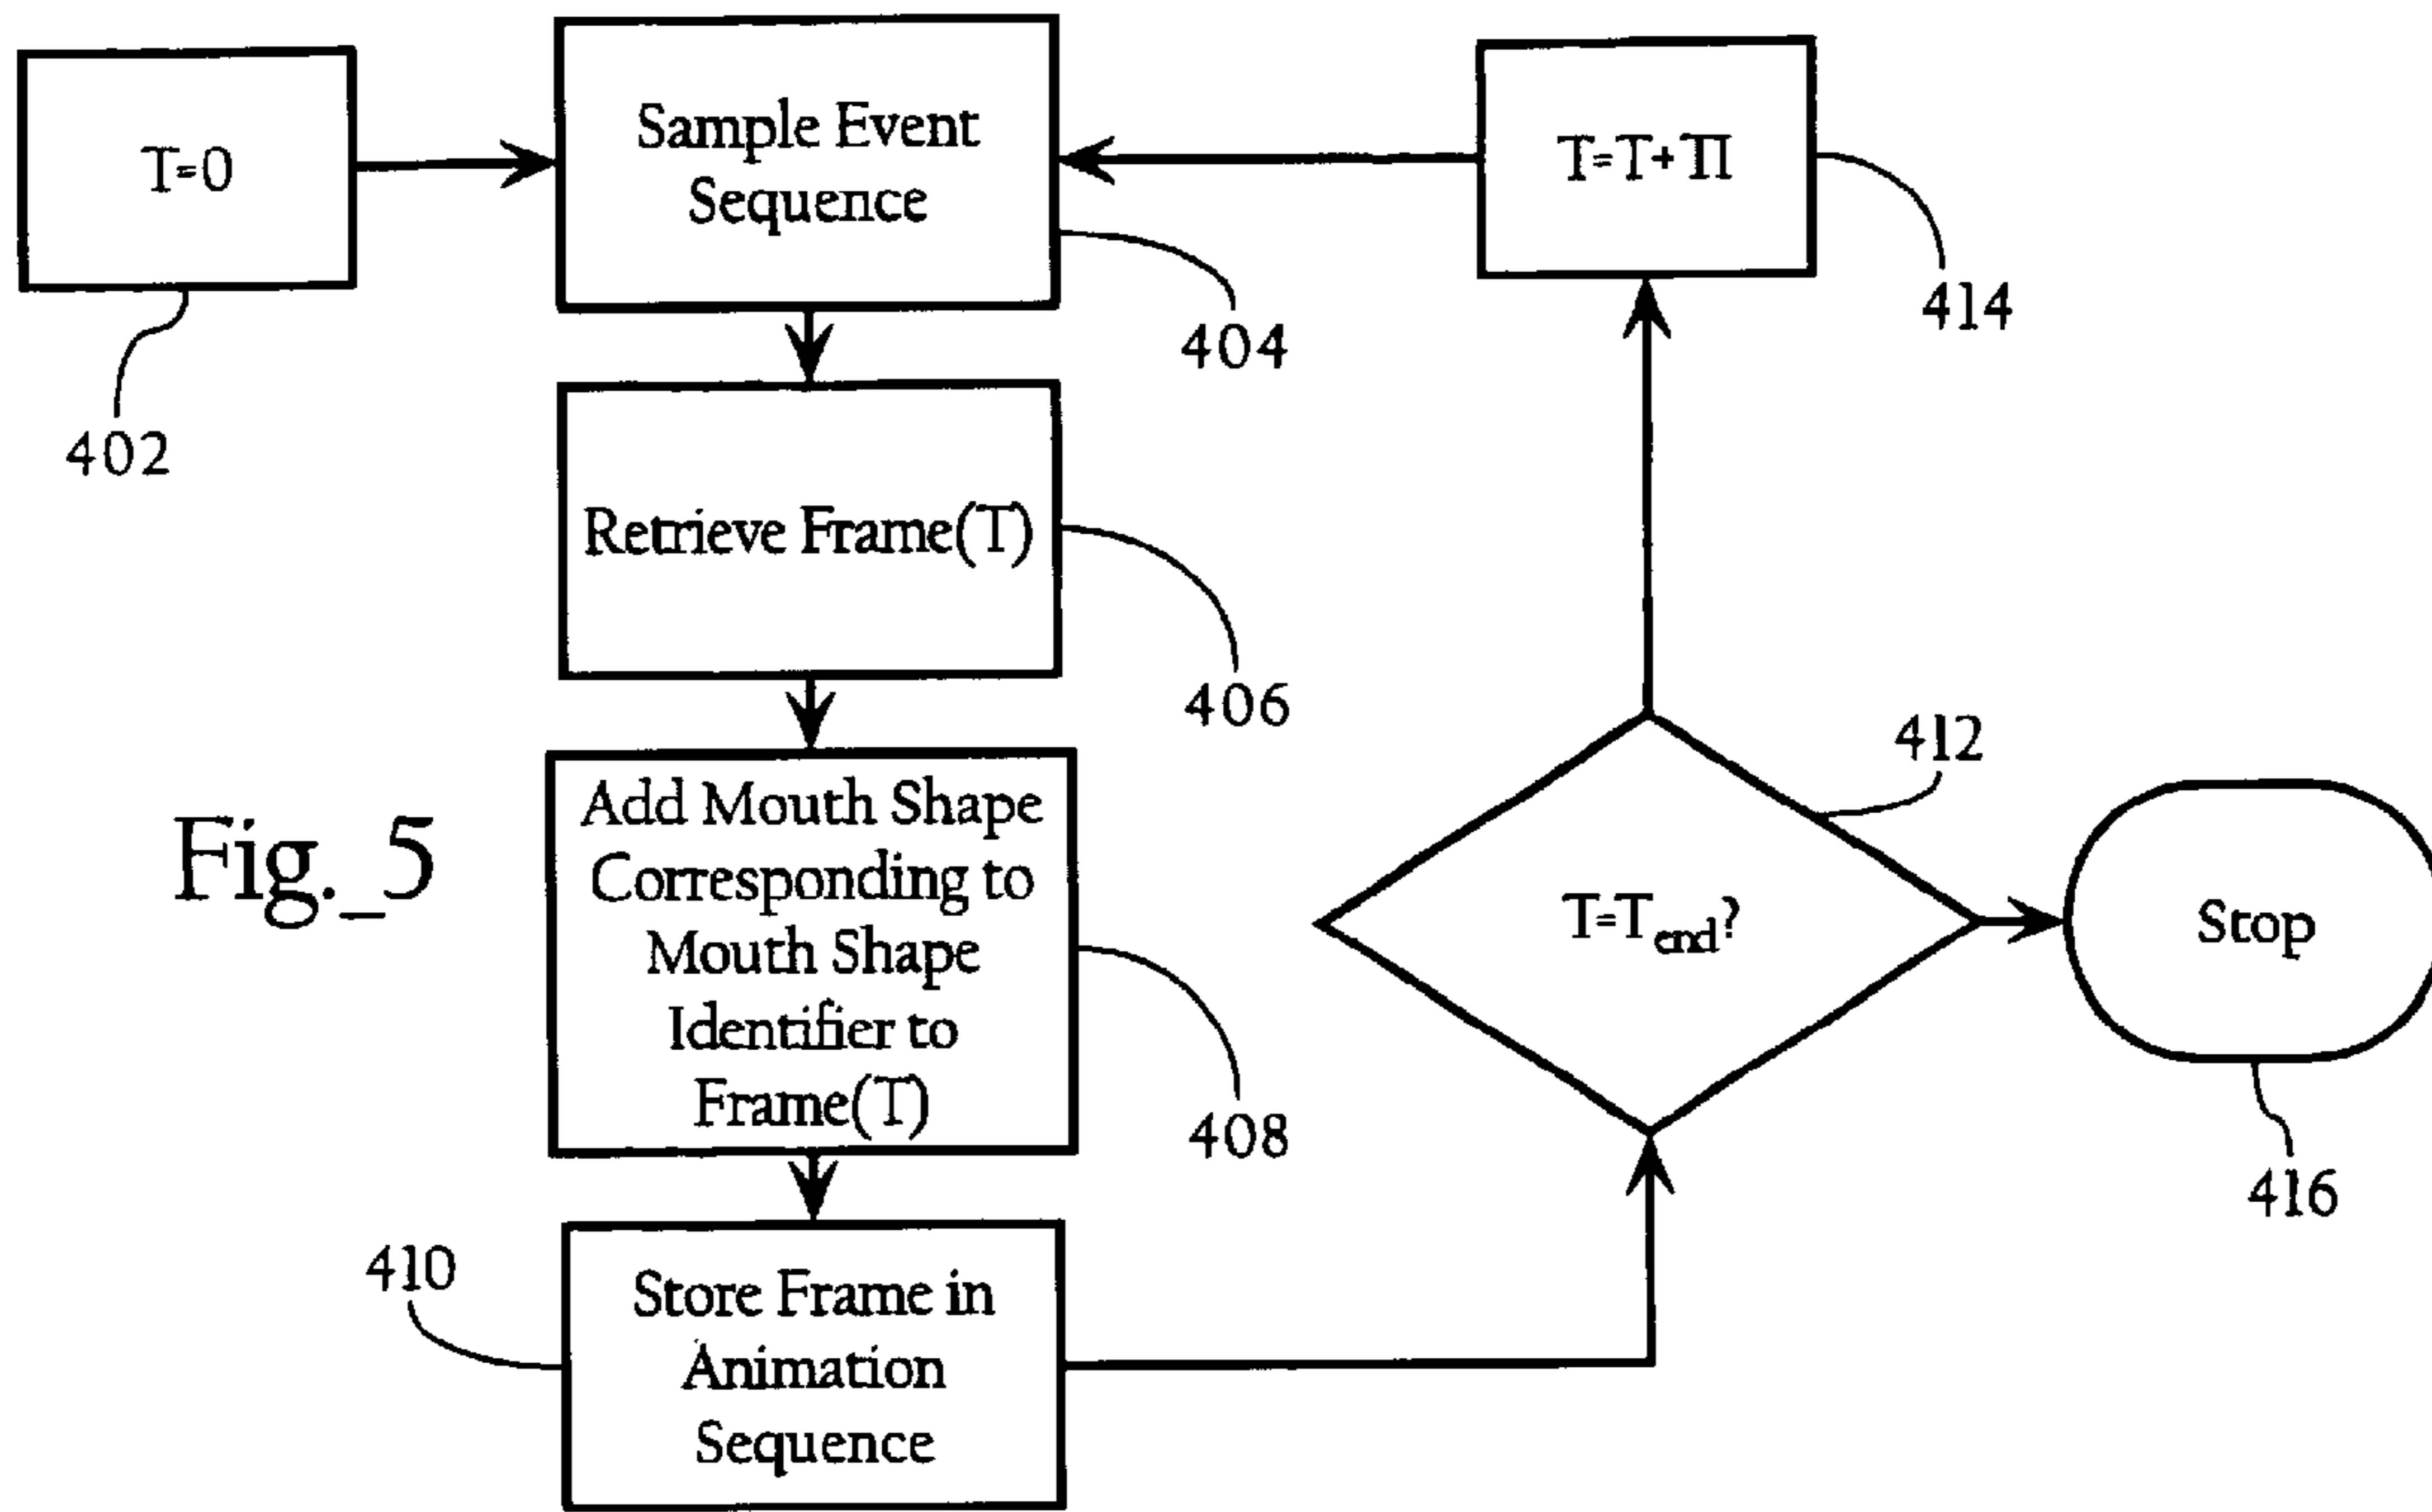 T=0
402
Sample Event
Sequence
404
T=T+TI
414
Retrieve Frame(T)
406
Add Mouth Shape
Corresponding to
Mouth Shape
Identifier to
Frame(T)
408
Fig._5
T=Tend?
412
Stop
416
410
Store Frame in
Animation
Sequence